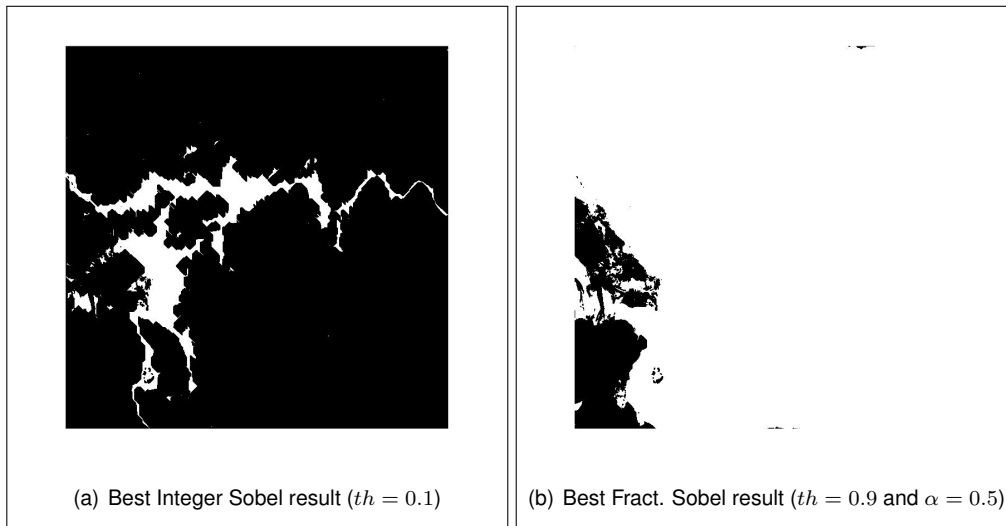 (a) Best Integer Sobel result (th = 0.1)
(b) Best Fract. Sobel result (th = 0.9 and α = 0.5)